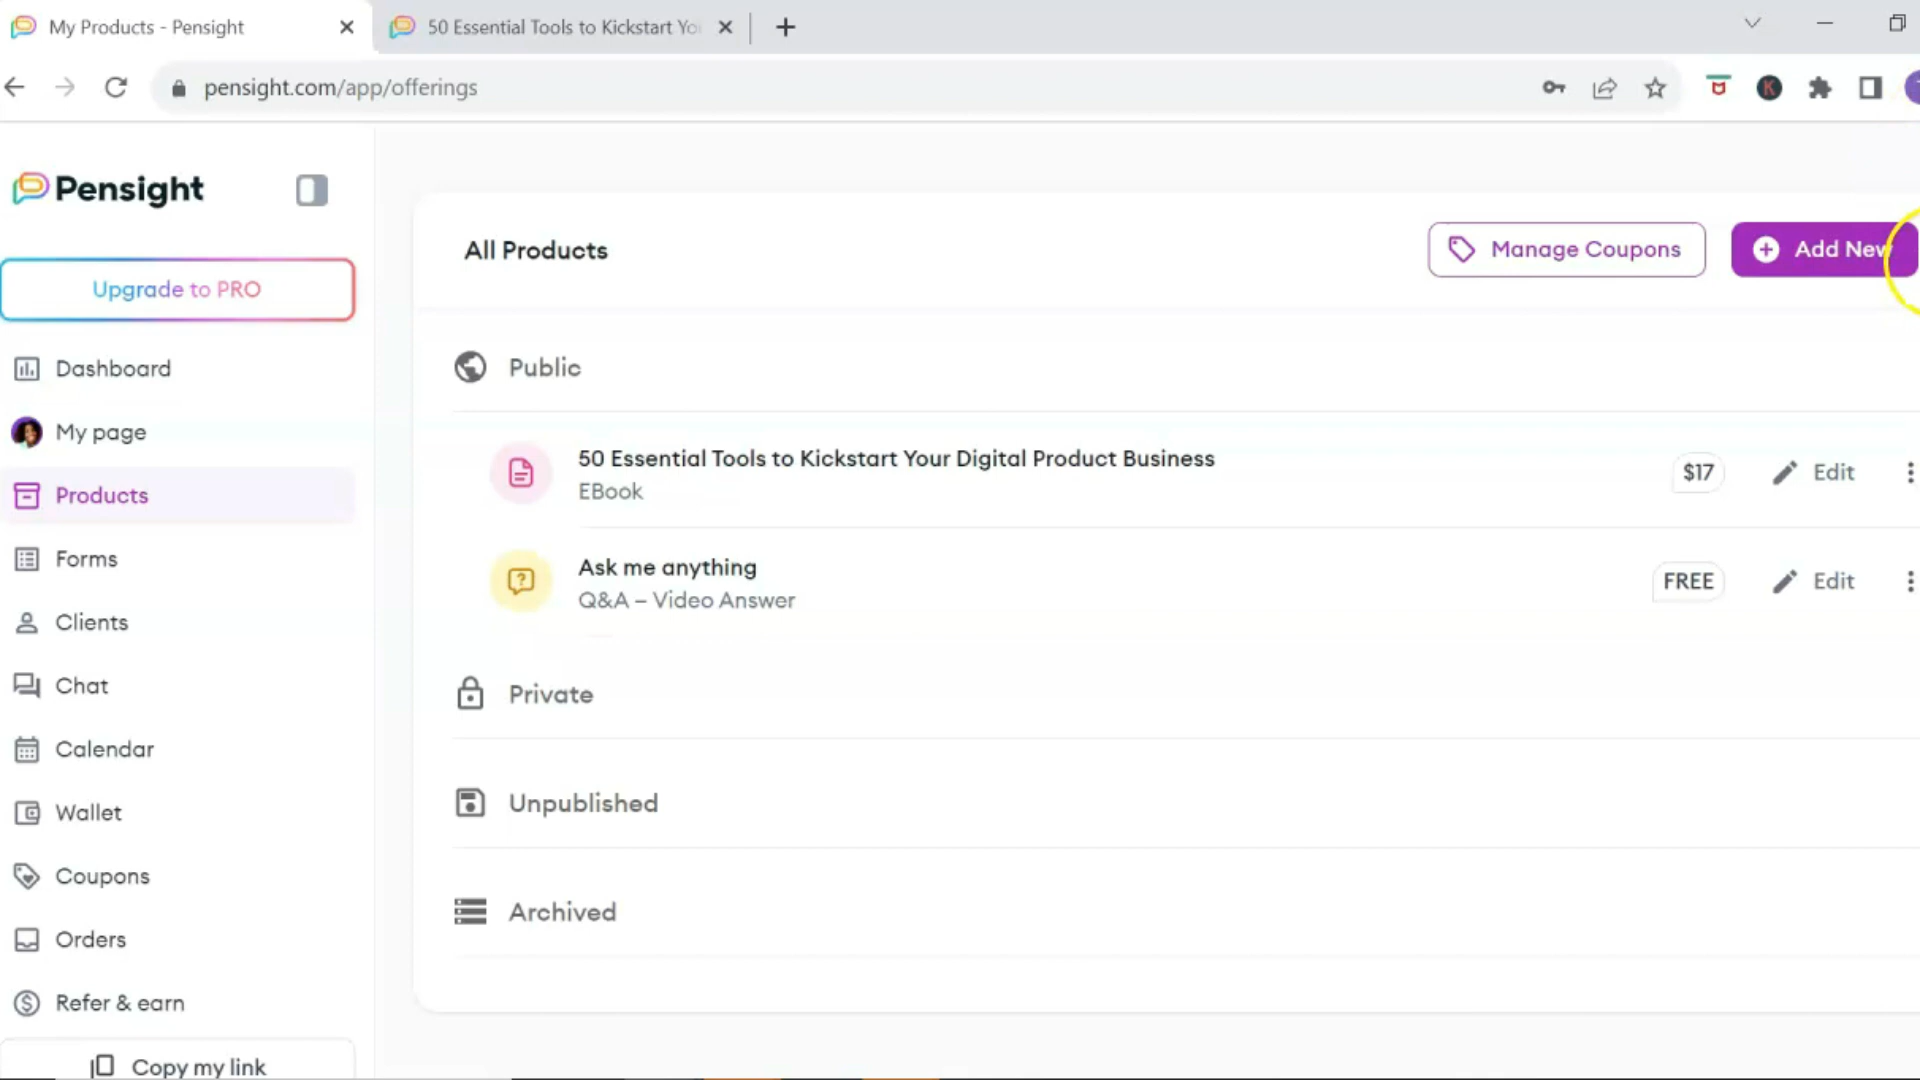 My Products - Pensight
50 Essential Tools to Kickstart Yo
pensight.com/app/offerings
K
Pensight
Upgrade to PRO
Dashboard
My page
Products
Forms
Clients
Chat
Calendar
Wallet
Coupons
Orders
Refer & earn
Copy my link
All Products
Manage Coupons
Add New
Public
50 Essential Tools to Kickstart Your Digital Product Business
EBook
$17
Edit
Ask me anything
Q&A – Video Answer
FREE
Edit
Private
Unpublished
Archived